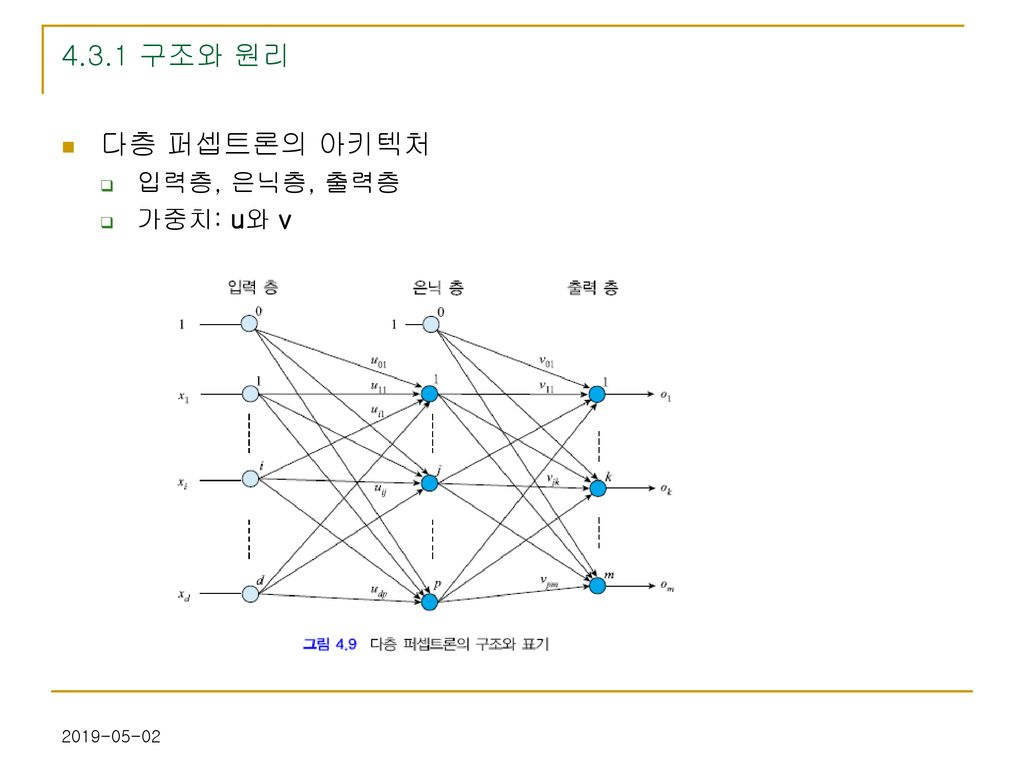 4.3.1 구조와 원리
다층 퍼셉트론의 아키텍처
입력층, 은닉층, 출력층
가중치: u와 v
입력 층 은닉 층 출력 층
1 0 1 0
u01 v01
x1 1 u11 1 v11 1 o1
ui1
xi i uij j vjk k ok
xd d udp p vpm m om
그림 4.9 다층 퍼셉트론의 구조와 표기
2019-05-02